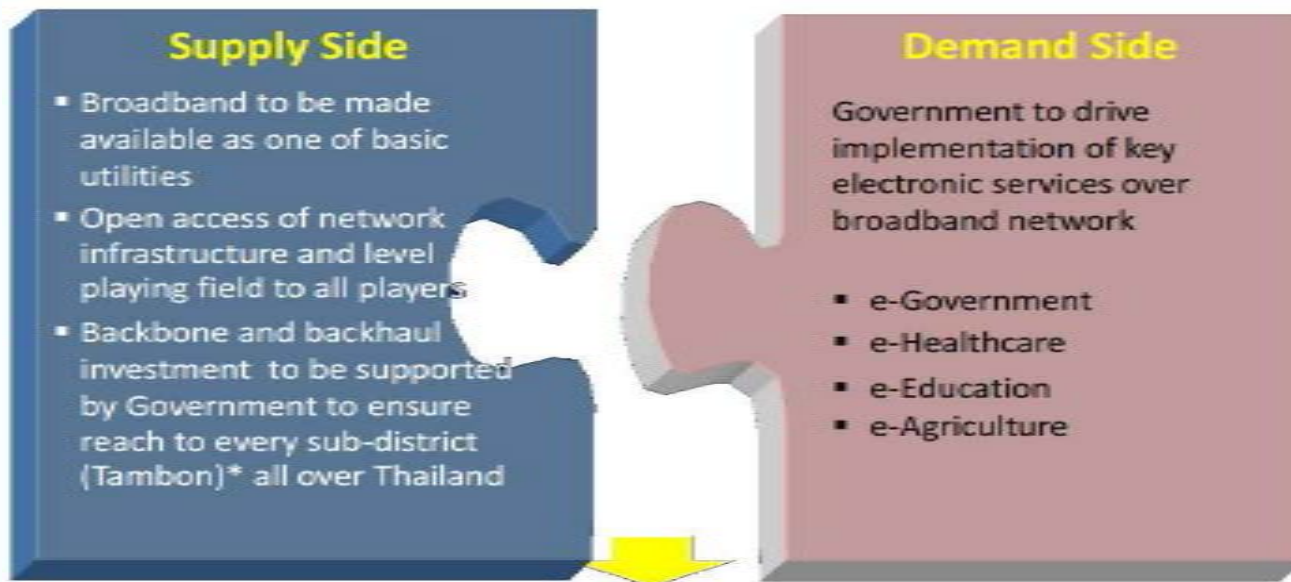 Supply Side
▪ Broadband to be made
available as one of basic
utilities
▪ Open access of network
infrastructure and level
playing field to all players
▪ Backbone and backhaul
investment to be supported
by Government to ensure
reach to every sub-district
(Tambon)* all over Thailand
Demand Side
Government to drive
implementation of key
electronic services over
broadband network
▪ e-Government
▪ e-Healthcare
▪ e-Education
▪ e-Agriculture